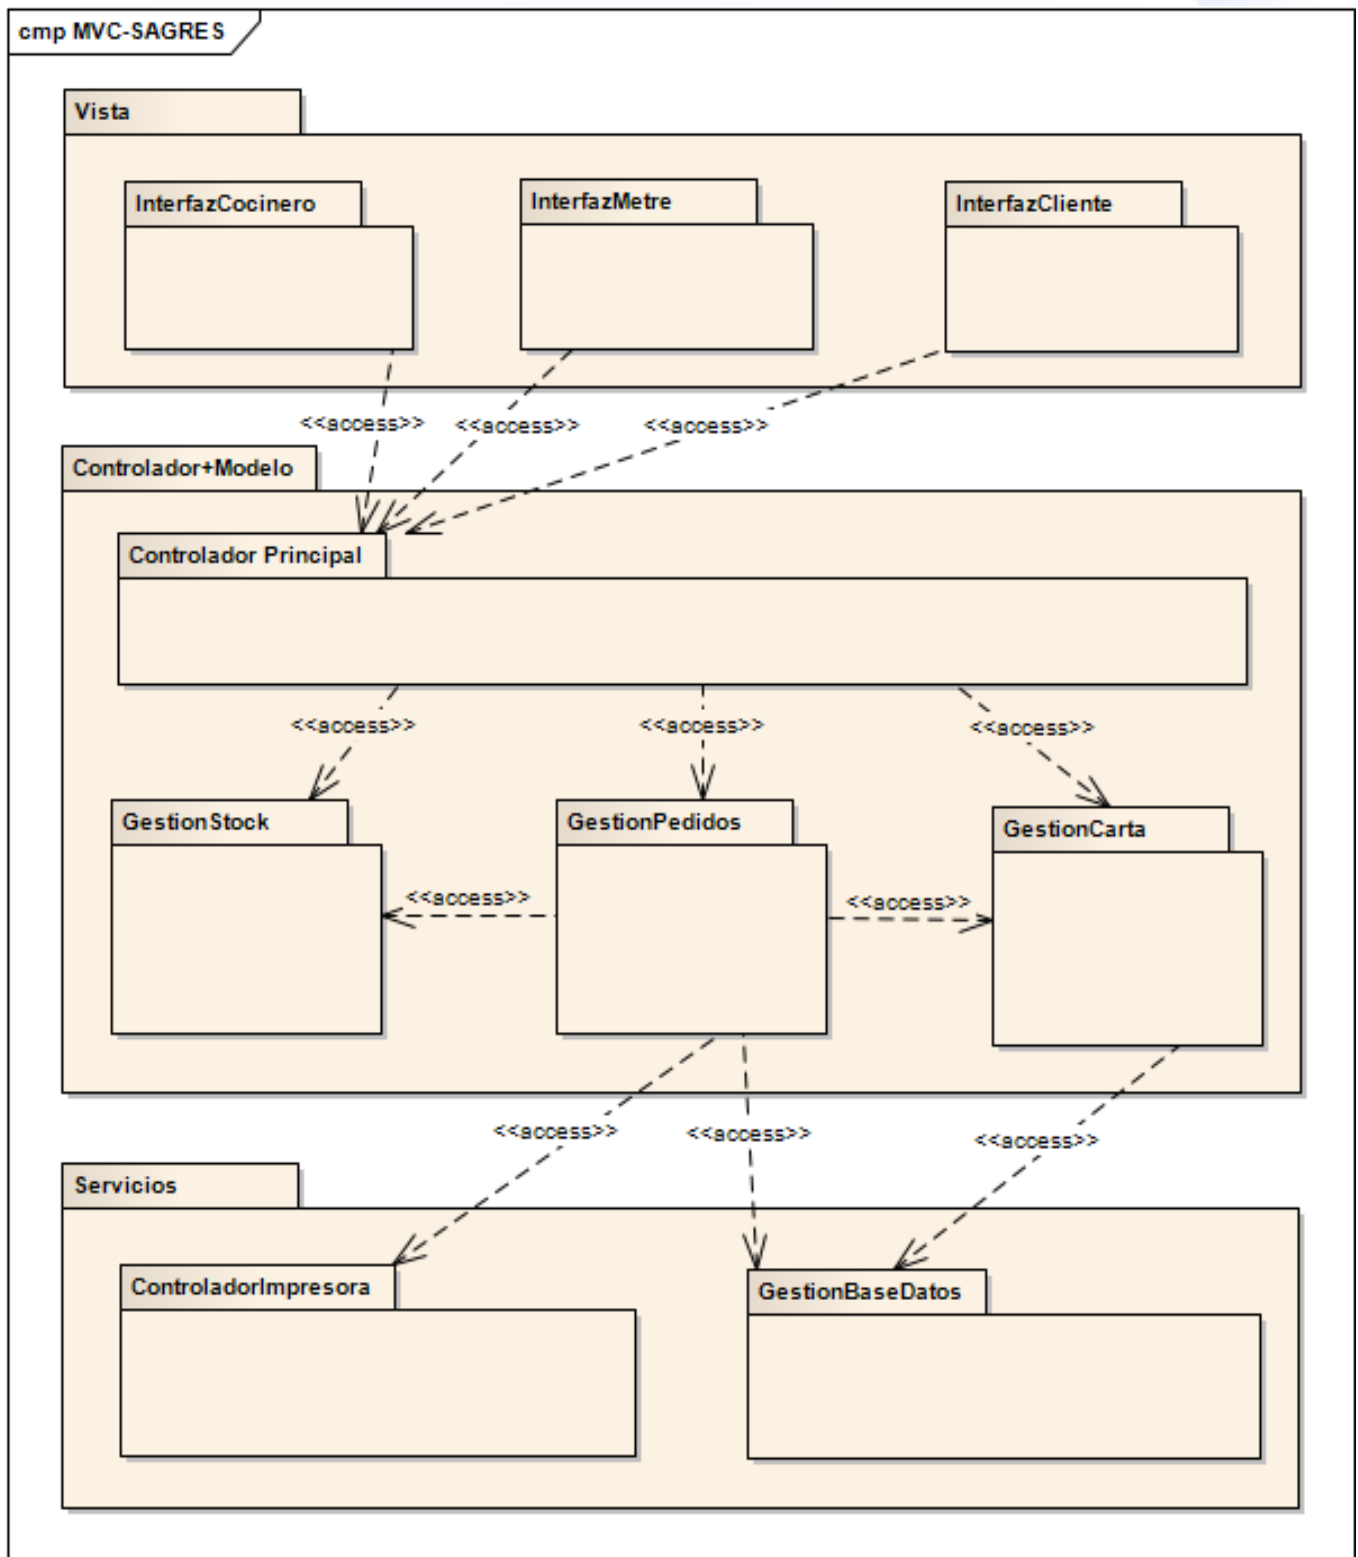 cmp MVC-SAGRES
Vista
InterfazCocinero
InterfazMetre
InterfazCliente
<<access>>
<<access>>
<<access>>
Controlador+Modelo
Controlador Principal
<<access>>
<<access>>
<<access>>
GestionStock
GestionPedidos
GestionCarta
<<access>>
<<access>>
<<access>>
<<access>>
<<access>>
Servicios
ControladorImpresora
GestionBaseDatos